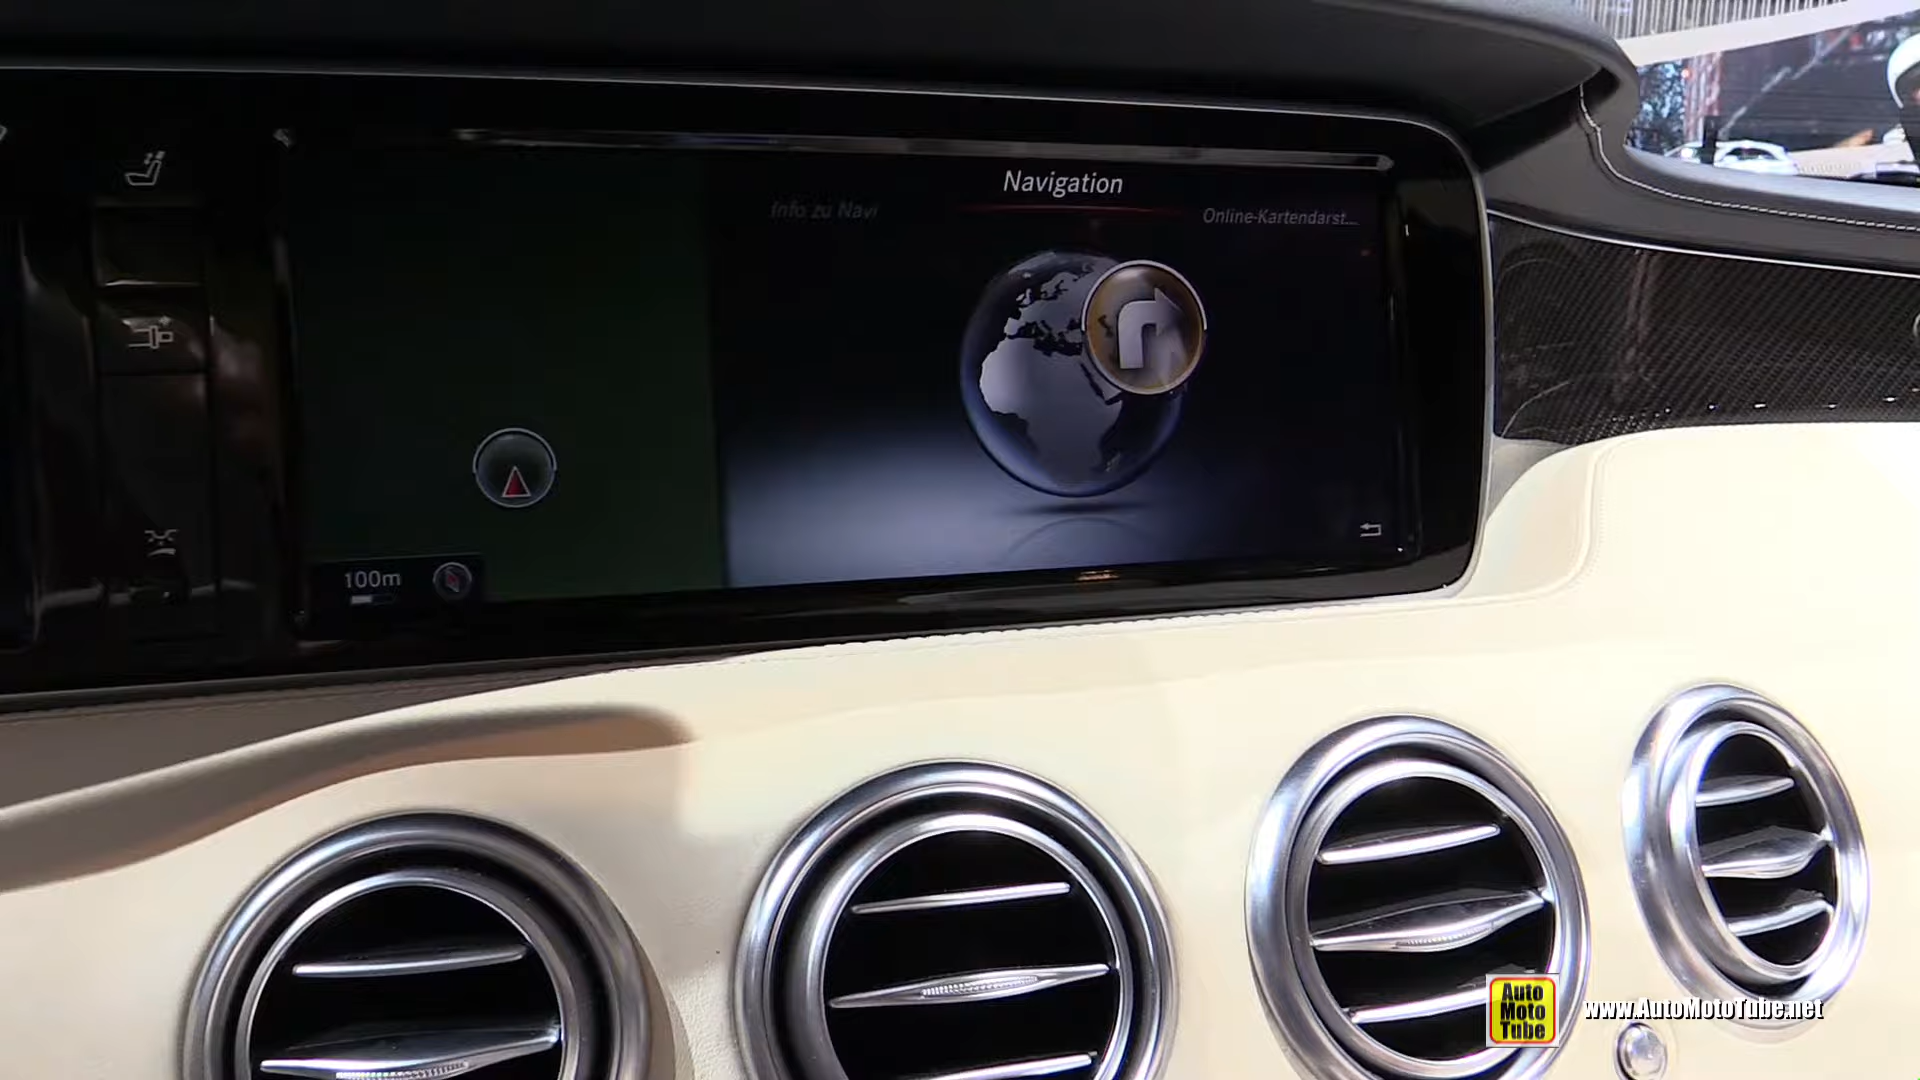 Navigation
Info zu Navi
Online-Kartendarst...
100m
Auto
Moto
Tube
www.AutoMotoTube.net